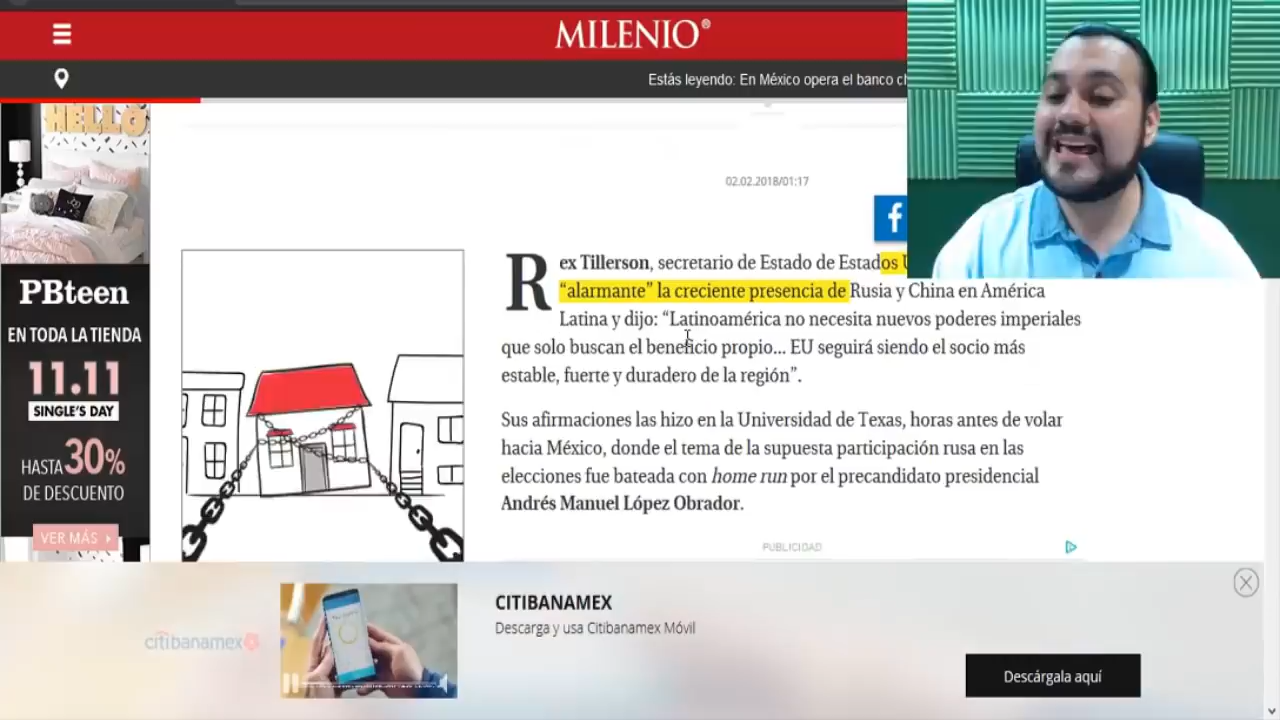 MILENIO®
Estás leyendo: En México opera el banco
HELLO
02.02.2018/01:17
f
Rex Tillerson, secretario de Estado de Estados
“alarmante” la creciente presencia de Rusia y China en América
Latina y dijo: “Latinoamérica no necesita nuevos poderes imperiales
que solo buscan el beneficio propio... EU seguirá siendo el socio más
estable, fuerte y duradero de la región”.
Sus afirmaciones las hizo en la Universidad de Texas, horas antes de volar
hacia México, donde el tema de la supuesta participación rusa en las
elecciones fue bateada con home run por el precandidato presidencial
Andrés Manuel López Obrador.
PBteen
EN TODA LA TIENDA
11.11
SINGLE'S DAY
HASTA 30%
DE DESCUENTO
VER MÁS
PUBLICIDAD
citibanamex
CITIBANAMEX
Descarga y usa Citibanamex Móvil
Descárgala aquí